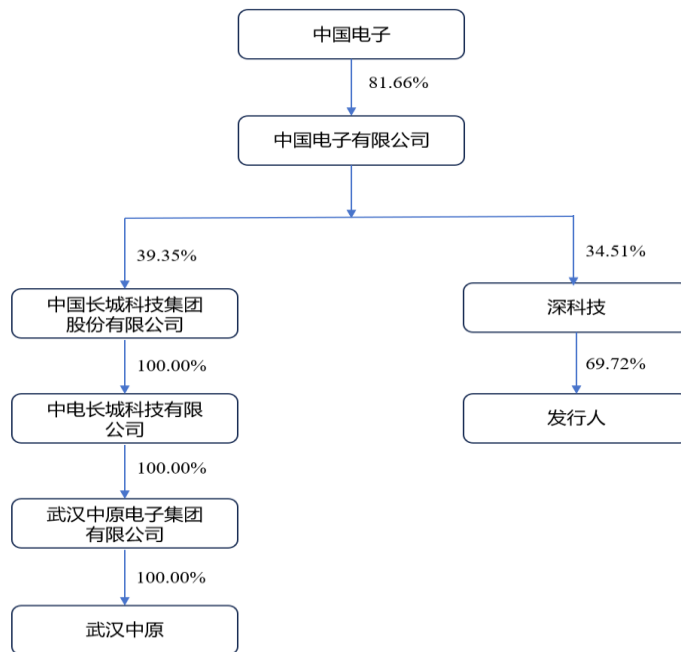 中国电子
81.66%
中国电子有限公司
39.35%
34.51%
中国长城科技集团
股份有限公司
深科技
100.00%
69.72%
中电长城科技有限
公司
发行人
100.00%
武汉中原电子集团
有限公司
100.00%
武汉中原